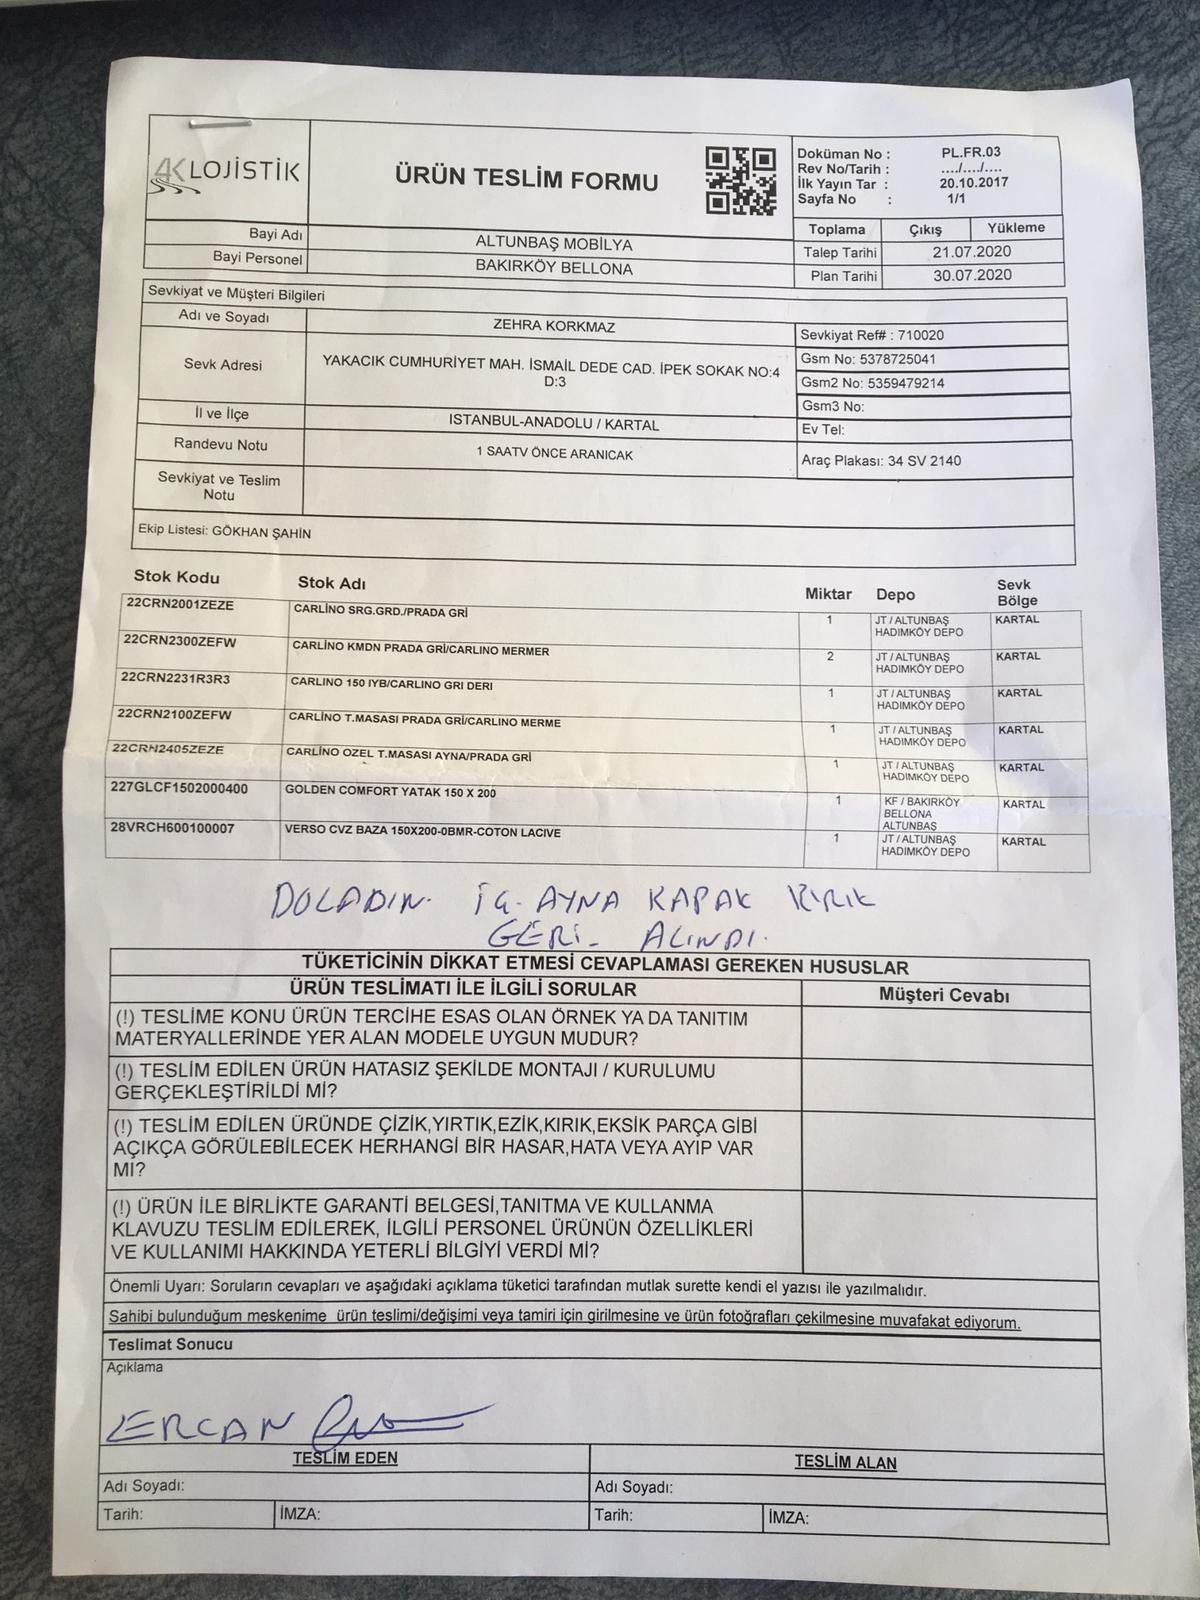 4K LOJİSTİK
ÜRÜN TESLİM FORMU
Doküman No : PL.FR.03
Rev No/Tarih : ..../..../....
İlk Yayın Tar : 20.10.2017
Sayfa No : 1/1
Toplama Çıkış Yükleme
Bayi Adı ALTUNBAŞ MOBİLYA Talep Tarihi 21.07.2020
Bayi Personel BAKIRKÖY BELLONA Plan Tarihi 30.07.2020
Sevkiyat ve Müşteri Bilgileri
Adı ve Soyadı ZEHRA KORKMAZ Sevkiyat Ref# : 710020
Sevk Adresi YAKACIK CUMHURİYET MAH. İSMAİL DEDE CAD. İPEK SOKAK NO:4
D:3
Gsm No: 5378725041
Gsm2 No: 5359479214
Gsm3 No:
İl ve İlçe ISTANBUL-ANADOLU / KARTAL Ev Tel:
Randevu Notu 1 SAATV ÖNCE ARANICAK Araç Plakası: 34 SV 2140
Sevkiyat ve Teslim
Notu
Ekip Listesi: GÖKHAN ŞAHİN
Stok Kodu Stok Adı Miktar Depo Sevk
Bölge
22CRN2001ZEZE CARLİNO SRG.GRD./PRADA GRİ 1 JT / ALTUNBAŞ KARTAL
HADIMKÖY DEPO
22CRN2300ZEFW CARLİNO KMDN PRADA GRİ/CARLINO MERMER 2 JT / ALTUNBAŞ KARTAL
HADIMKÖY DEPO
22CRN2231R3R3 CARLINO 150 IYB/CARLINO GRI DERI 1 JT / ALTUNBAŞ KARTAL
HADIMKÖY DEPO
22CRN2100ZEFW CARLİNO T.MASASI PRADA GRİ/CARLINO MERME 1 JT / ALTUNBAŞ KARTAL
HADIMKÖY DEPO
22CRN2405ZEZE CARLİNO OZEL T.MASASI AYNA/PRADA GRİ 1 JT / ALTUNBAŞ KARTAL
HADIMKÖY DEPO
227GLCF1502000400 GOLDEN COMFORT YATAK 150 X 200 1 KF / BAKIRKÖY KARTAL
BELLONA
ALTUNBAŞ
28VRCH600100007 VERSO CVZ BAZA 150X200-0BMR-COTON LACIVE 1 JT / ALTUNBAŞ KARTAL
HADIMKÖY DEPO
DOLABIN İÇ AYNA KAPAK KIRIK
GERİ ALINDI.
TÜKETİCİNİN DİKKAT ETMESİ CEVAPLAMASI GEREKEN HUSUSLAR
ÜRÜN TESLİMATI İLE İLGİLİ SORULAR Müşteri Cevabı
(!) TESLİME KONU ÜRÜN TERCİHE ESAS OLAN ÖRNEK YA DA TANITIM
MATERYALLERİNDE YER ALAN MODELE UYGUN MUDUR?
(!) TESLİM EDİLEN ÜRÜN HATASIZ ŞEKİLDE MONTAJI / KURULUMU
GERÇEKLEŞTİRİLDİ Mİ?
(!) TESLİM EDİLEN ÜRÜNDE ÇİZİK,YIRTIK,EZİK,KIRIK,EKSİK PARÇA GİBİ
AÇIKÇA GÖRÜLEBİLECEK HERHANGİ BİR HASAR,HATA VEYA AYIP VAR
MI?
(!) ÜRÜN İLE BİRLİKTE GARANTİ BELGESİ,TANITMA VE KULLANMA
KLAVUZU TESLİM EDİLEREK, İLGİLİ PERSONEL ÜRÜNÜN ÖZELLİKLERİ
VE KULLANIMI HAKKINDA YETERLİ BİLGİYİ VERDİ Mİ?
Önemli Uyarı: Soruların cevapları ve aşağıdaki açıklama tüketici tarafından mutlak surette kendi el yazısı ile yazılmalıdır.
Sahibi bulunduğum meskenime ürün teslimi/değişimi veya tamiri için girilmesine ve ürün fotoğrafları çekilmesine muvafakat ediyorum.
Teslimat Sonucu
Açıklama
ERCAN
TESLİM EDEN TESLİM ALAN
Adı Soyadı: Adı Soyadı:
Tarih: İMZA: Tarih: İMZA: